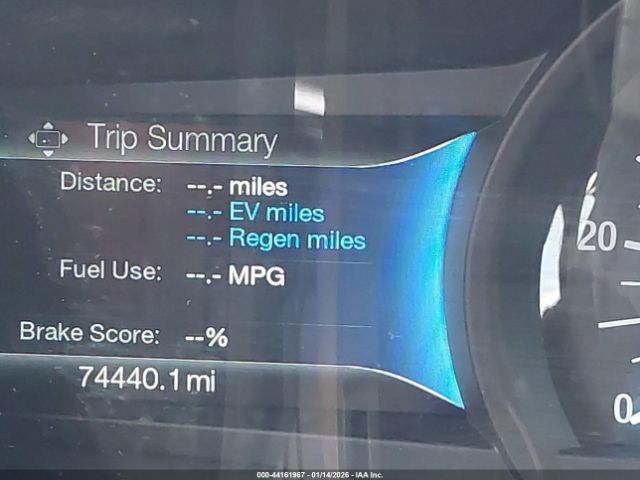 Trip Summary
Distance: --.- miles
--.- EV miles
--.- Regen miles
Fuel Use: --.- MPG
Brake Score: --%
74440.1 mi
20
0
000-44161967 - 01/14/2026 - IAA Inc.